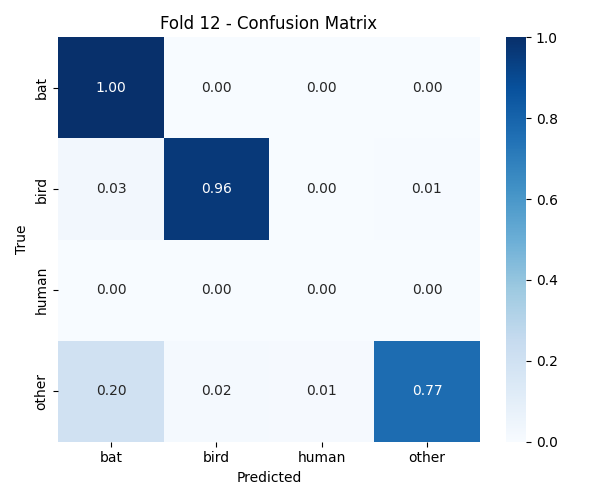 Fold 12 - Confusion Matrix
True
bat
1.00 0.00 0.00 0.00
bird
0.03 0.96 0.00 0.01
human
0.00 0.00 0.00 0.00
other
0.20 0.02 0.01 0.77
bat bird human other
Predicted
1.0
0.8
0.6
0.4
0.2
0.0